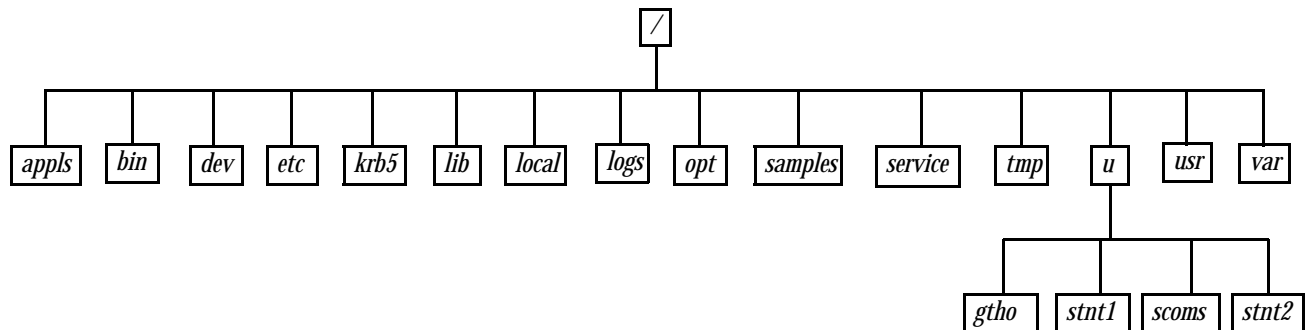 /
appls bin dev etc krb5 lib local logs opt samples service tmp u usr var
gtho stnt1 scoms stnt2